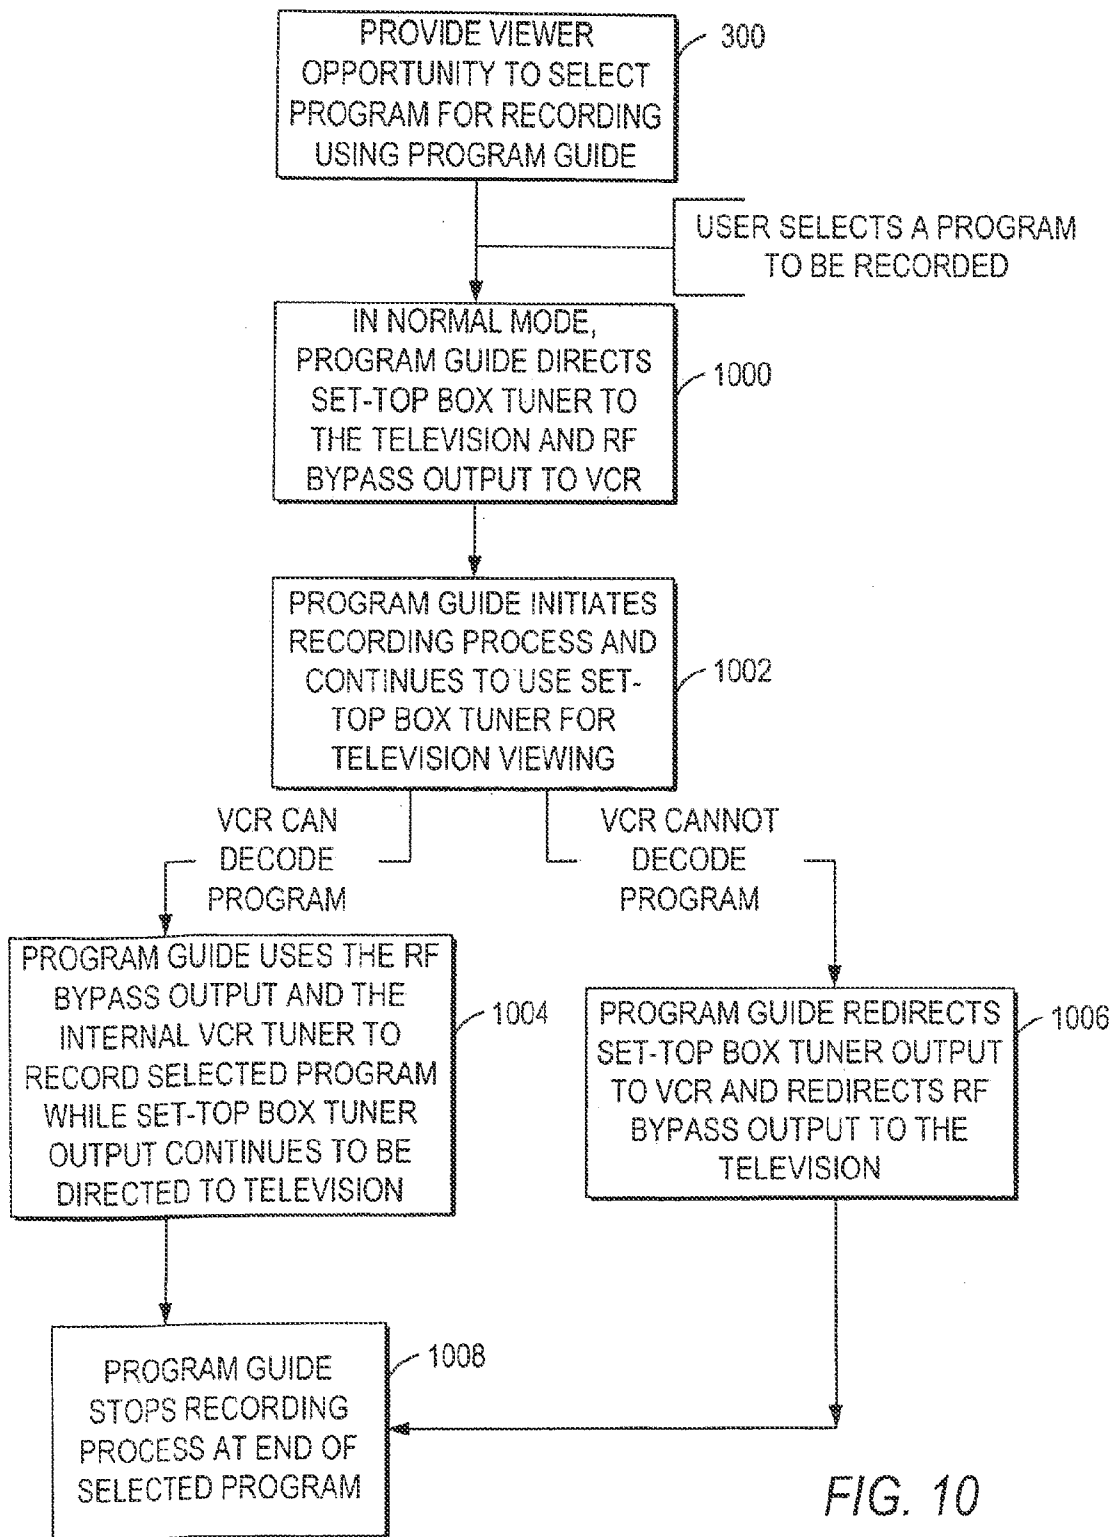 PROVIDE VIEWER
OPPORTUNITY TO SELECT
PROGRAM FOR RECORDING
USING PROGRAM GUIDE
300
USER SELECTS A PROGRAM
TO BE RECORDED
IN NORMAL MODE,
PROGRAM GUIDE DIRECTS
SET-TOP BOX TUNER TO
THE TELEVISION AND RF
BYPASS OUTPUT TO VCR
1000
PROGRAM GUIDE INITIATES
RECORDING PROCESS AND
CONTINUES TO USE SET-
TOP BOX TUNER FOR
TELEVISION VIEWING
1002
VCR CAN
DECODE
PROGRAM
VCR CANNOT
DECODE
PROGRAM
PROGRAM GUIDE USES THE RF
BYPASS OUTPUT AND THE
INTERNAL VCR TUNER TO
RECORD SELECTED PROGRAM
WHILE SET-TOP BOX TUNER
OUTPUT CONTINUES TO BE
DIRECTED TO TELEVISION
1004
PROGRAM GUIDE REDIRECTS
SET-TOP BOX TUNER OUTPUT
TO VCR AND REDIRECTS RF
BYPASS OUTPUT TO THE
TELEVISION
1006
PROGRAM GUIDE
STOPS RECORDING
PROCESS AT END OF
SELECTED PROGRAM
1008
FIG. 10